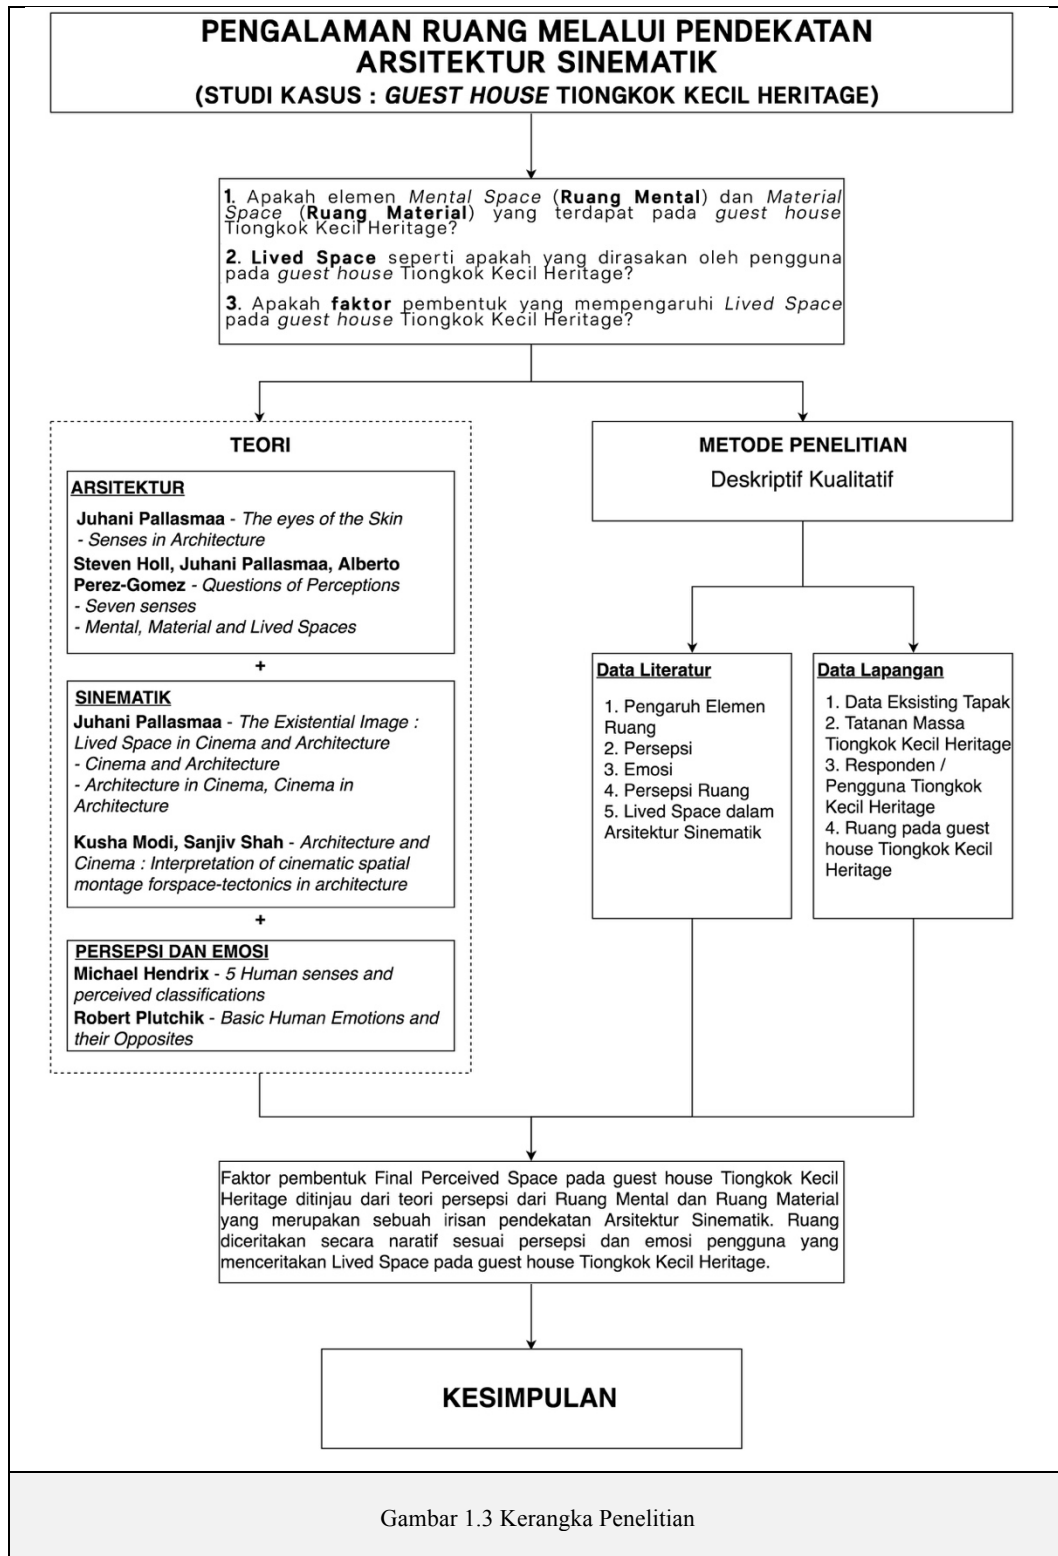 PENGALAMAN RUANG MELALUI PENDEKATAN
ARSITEKTUR SINEMATIK
(STUDI KASUS : GUEST HOUSE TIONGKOK KECIL HERITAGE)
1. Apakah elemen Mental Space (Ruang Mental) dan Material
Space (Ruang Material) yang terdapat pada guest house
Tiongkok Kecil Heritage?
2. Lived Space seperti apakah yang dirasakan oleh pengguna
pada guest house Tiongkok Kecil Heritage?
3. Apakah faktor pembentuk yang mempengaruhi Lived Space
pada guest house Tiongkok Kecil Heritage?
TEORI
ARSITEKTUR
Juhani Pallasmaa - The eyes of the Skin
- Senses in Architecture
Steven Holl, Juhani Pallasmaa, Alberto
Perez-Gomez - Questions of Perceptions
- Seven senses
- Mental, Material and Lived Spaces
+
SINEMATIK
Juhani Pallasmaa - The Existential Image :
Lived Space in Cinema and Architecture
- Cinema and Architecture
- Architecture in Cinema, Cinema in
Architecture
Kusha Modi, Sanjiv Shah - Architecture and
Cinema : Interpretation of cinematic spatial
montage forspace-tectonics in architecture
+
PERSEPSI DAN EMOSI
Michael Hendrix - 5 Human senses and
perceived classifications
Robert Plutchik - Basic Human Emotions and
their Opposites
METODE PENELITIAN
Deskriptif Kualitatif
Data Literatur
1. Pengaruh Elemen
Ruang
2. Persepsi
3. Emosi
4. Persepsi Ruang
5. Lived Space dalam
Arsitektur Sinematik
Data Lapangan
1. Data Eksisting Tapak
2. Tatanan Massa
Tiongkok Kecil Heritage
3. Responden /
Pengguna Tiongkok
Kecil Heritage
4. Ruang pada guest
house Tiongkok Kecil
Heritage
Faktor pembentuk Final Perceived Space pada guest house Tiongkok Kecil
Heritage ditinjau dari teori persepsi dari Ruang Mental dan Ruang Material
yang merupakan sebuah irisan pendekatan Arsitektur Sinematik. Ruang
diceritakan secara naratif sesuai persepsi dan emosi pengguna yang
menceritakan Lived Space pada guest house Tiongkok Kecil Heritage.
KESIMPULAN
Gambar 1.3 Kerangka Penelitian